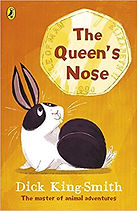 The
Queen's
Nose
Dick King-Smith
The master of animal adventures